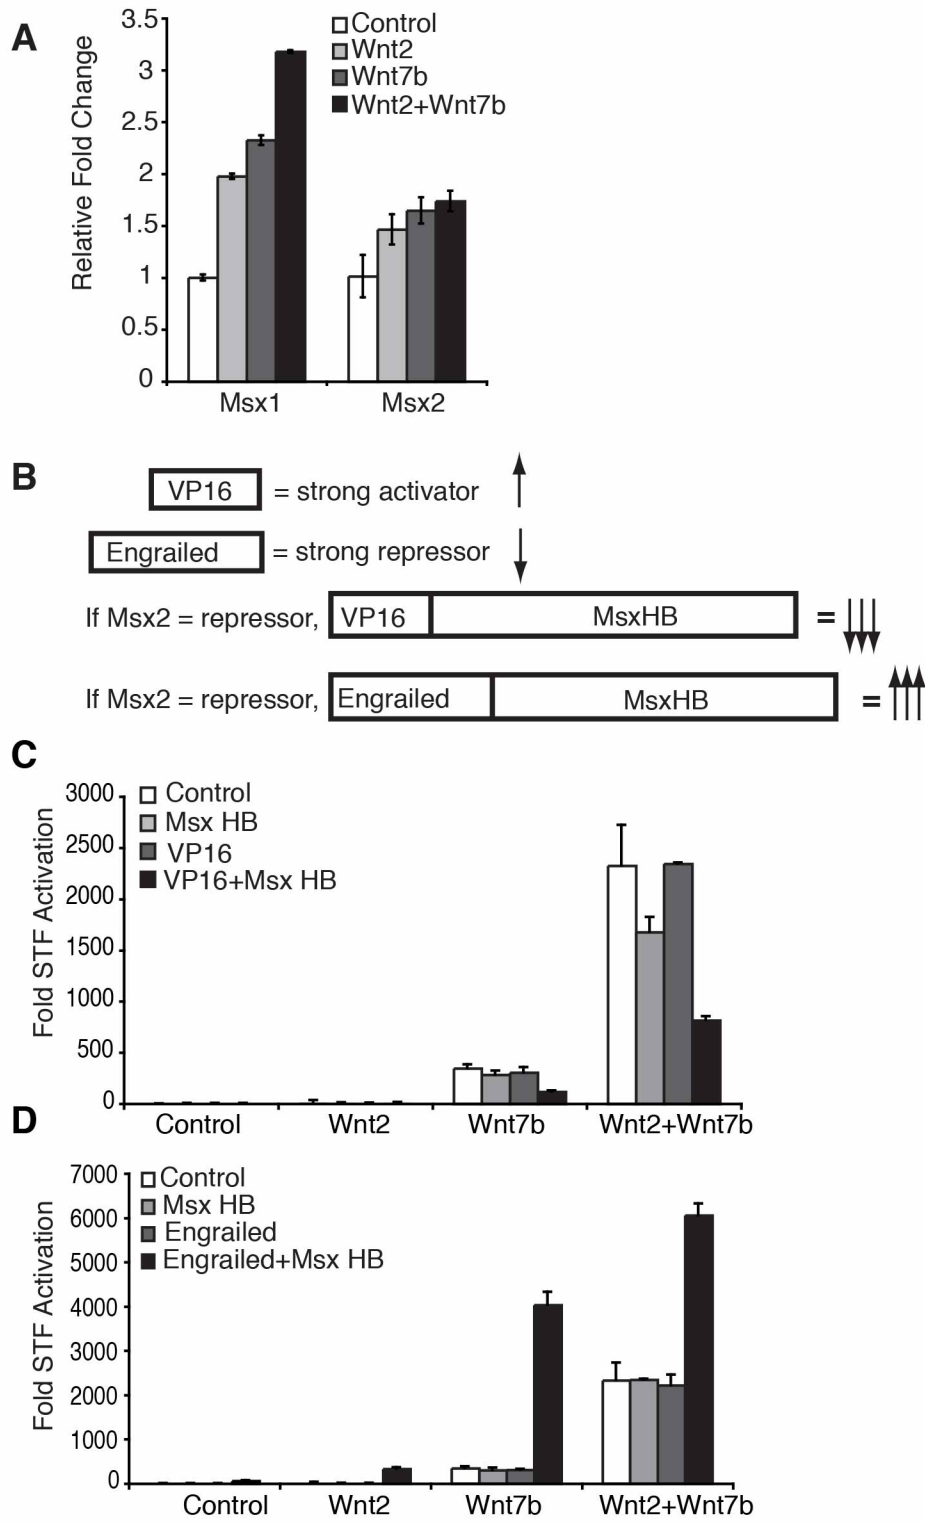 A
Relative Fold Change
3.5
3
2.5
2
1.5
1
0.5
0
Control
Wnt2
Wnt7b
Wnt2+Wnt7b
Msx1 Msx2
B
VP16 = strong activator
Engrailed = strong repressor
If Msx2 = repressor, VP16 MsxHB =
If Msx2 = repressor, Engrailed MsxHB =
C
Fold STF Activation
3000
2500
2000
1500
1000
500
0
Control
Msx HB
VP16
VP16+Msx HB
Control Wnt2 Wnt7b Wnt2+Wnt7b
D
Fold STF Activation
7000
6000
5000
4000
3000
2000
1000
0
Control
Msx HB
Engrailed
Engrailed+Msx HB
Control Wnt2 Wnt7b Wnt2+Wnt7b